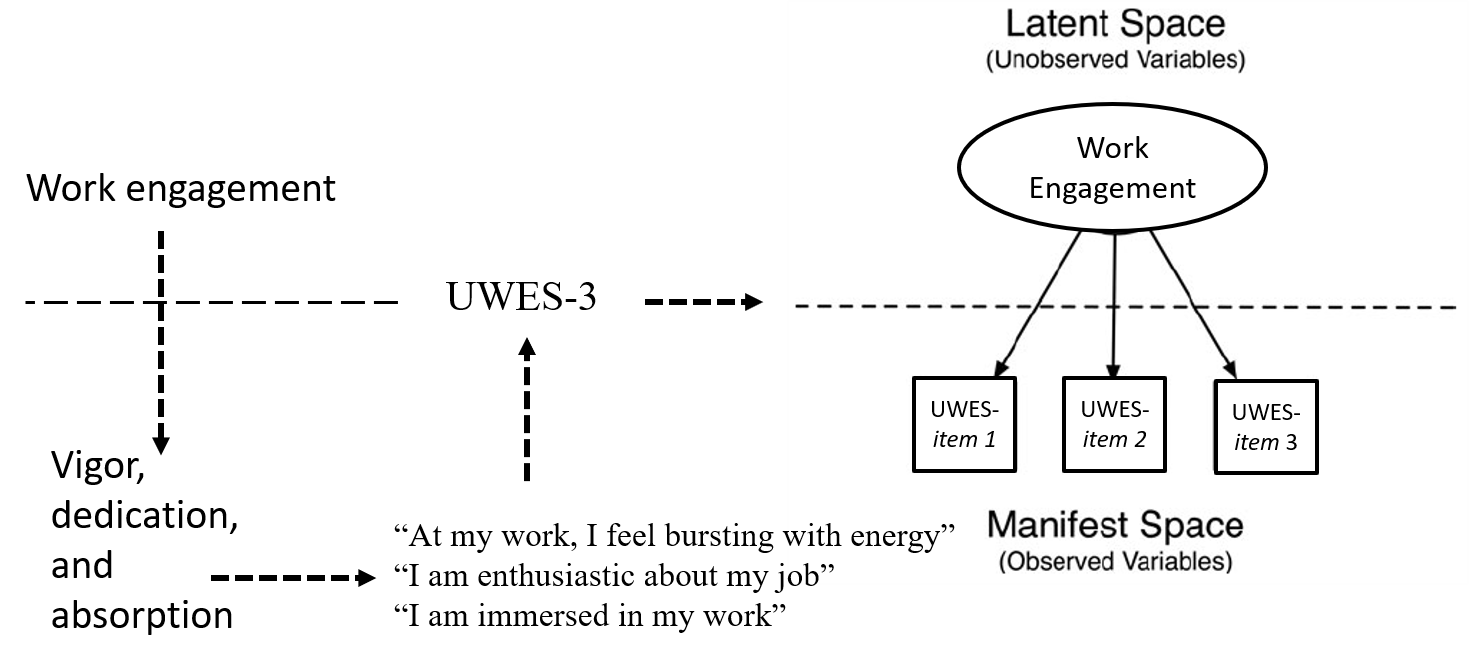 Latent Space
(Unobserved Variables)
Work
Engagement
Work engagement
UWES-3
UWES-
item 1
UWES-
item 2
UWES-
item 3
Vigor,
dedication,
and
absorption
“At my work, I feel bursting with energy”
“I am enthusiastic about my job”
“I am immersed in my work”
Manifest Space
(Observed Variables)